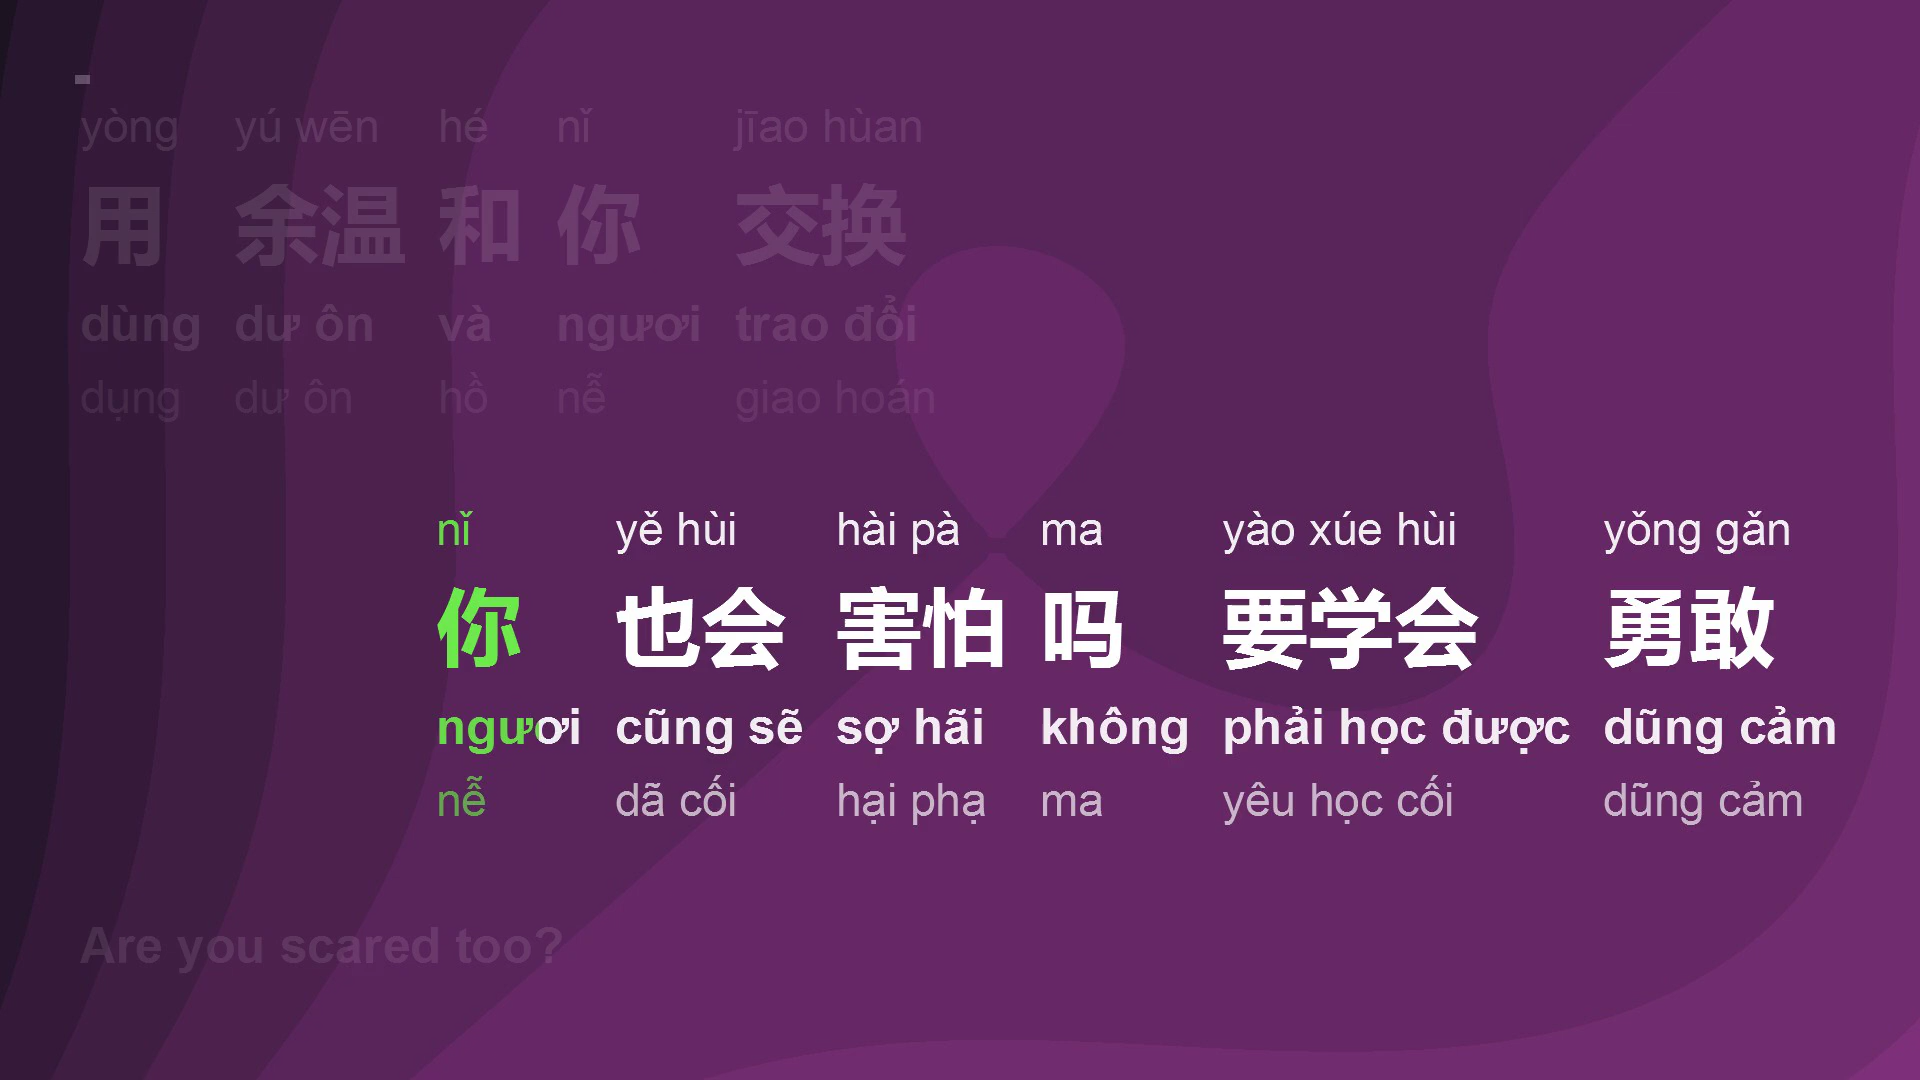 -
yòng yú wēn hé nǐ jīao hùan
用 余温 和 你 交换
dùng dư ôn và ngươi trao đổi
dụng dư ôn hồ nễ giao hoán
nǐ yě hùi hài pà ma yào xúe hùi yǒng gǎn
你 也会 害怕 吗 要学会 勇敢
ngươi cũng sẽ sợ hãi không phải học được dũng cảm
nễ dã cối hại phạ ma yêu học cối dũng cảm
Are you scared too?